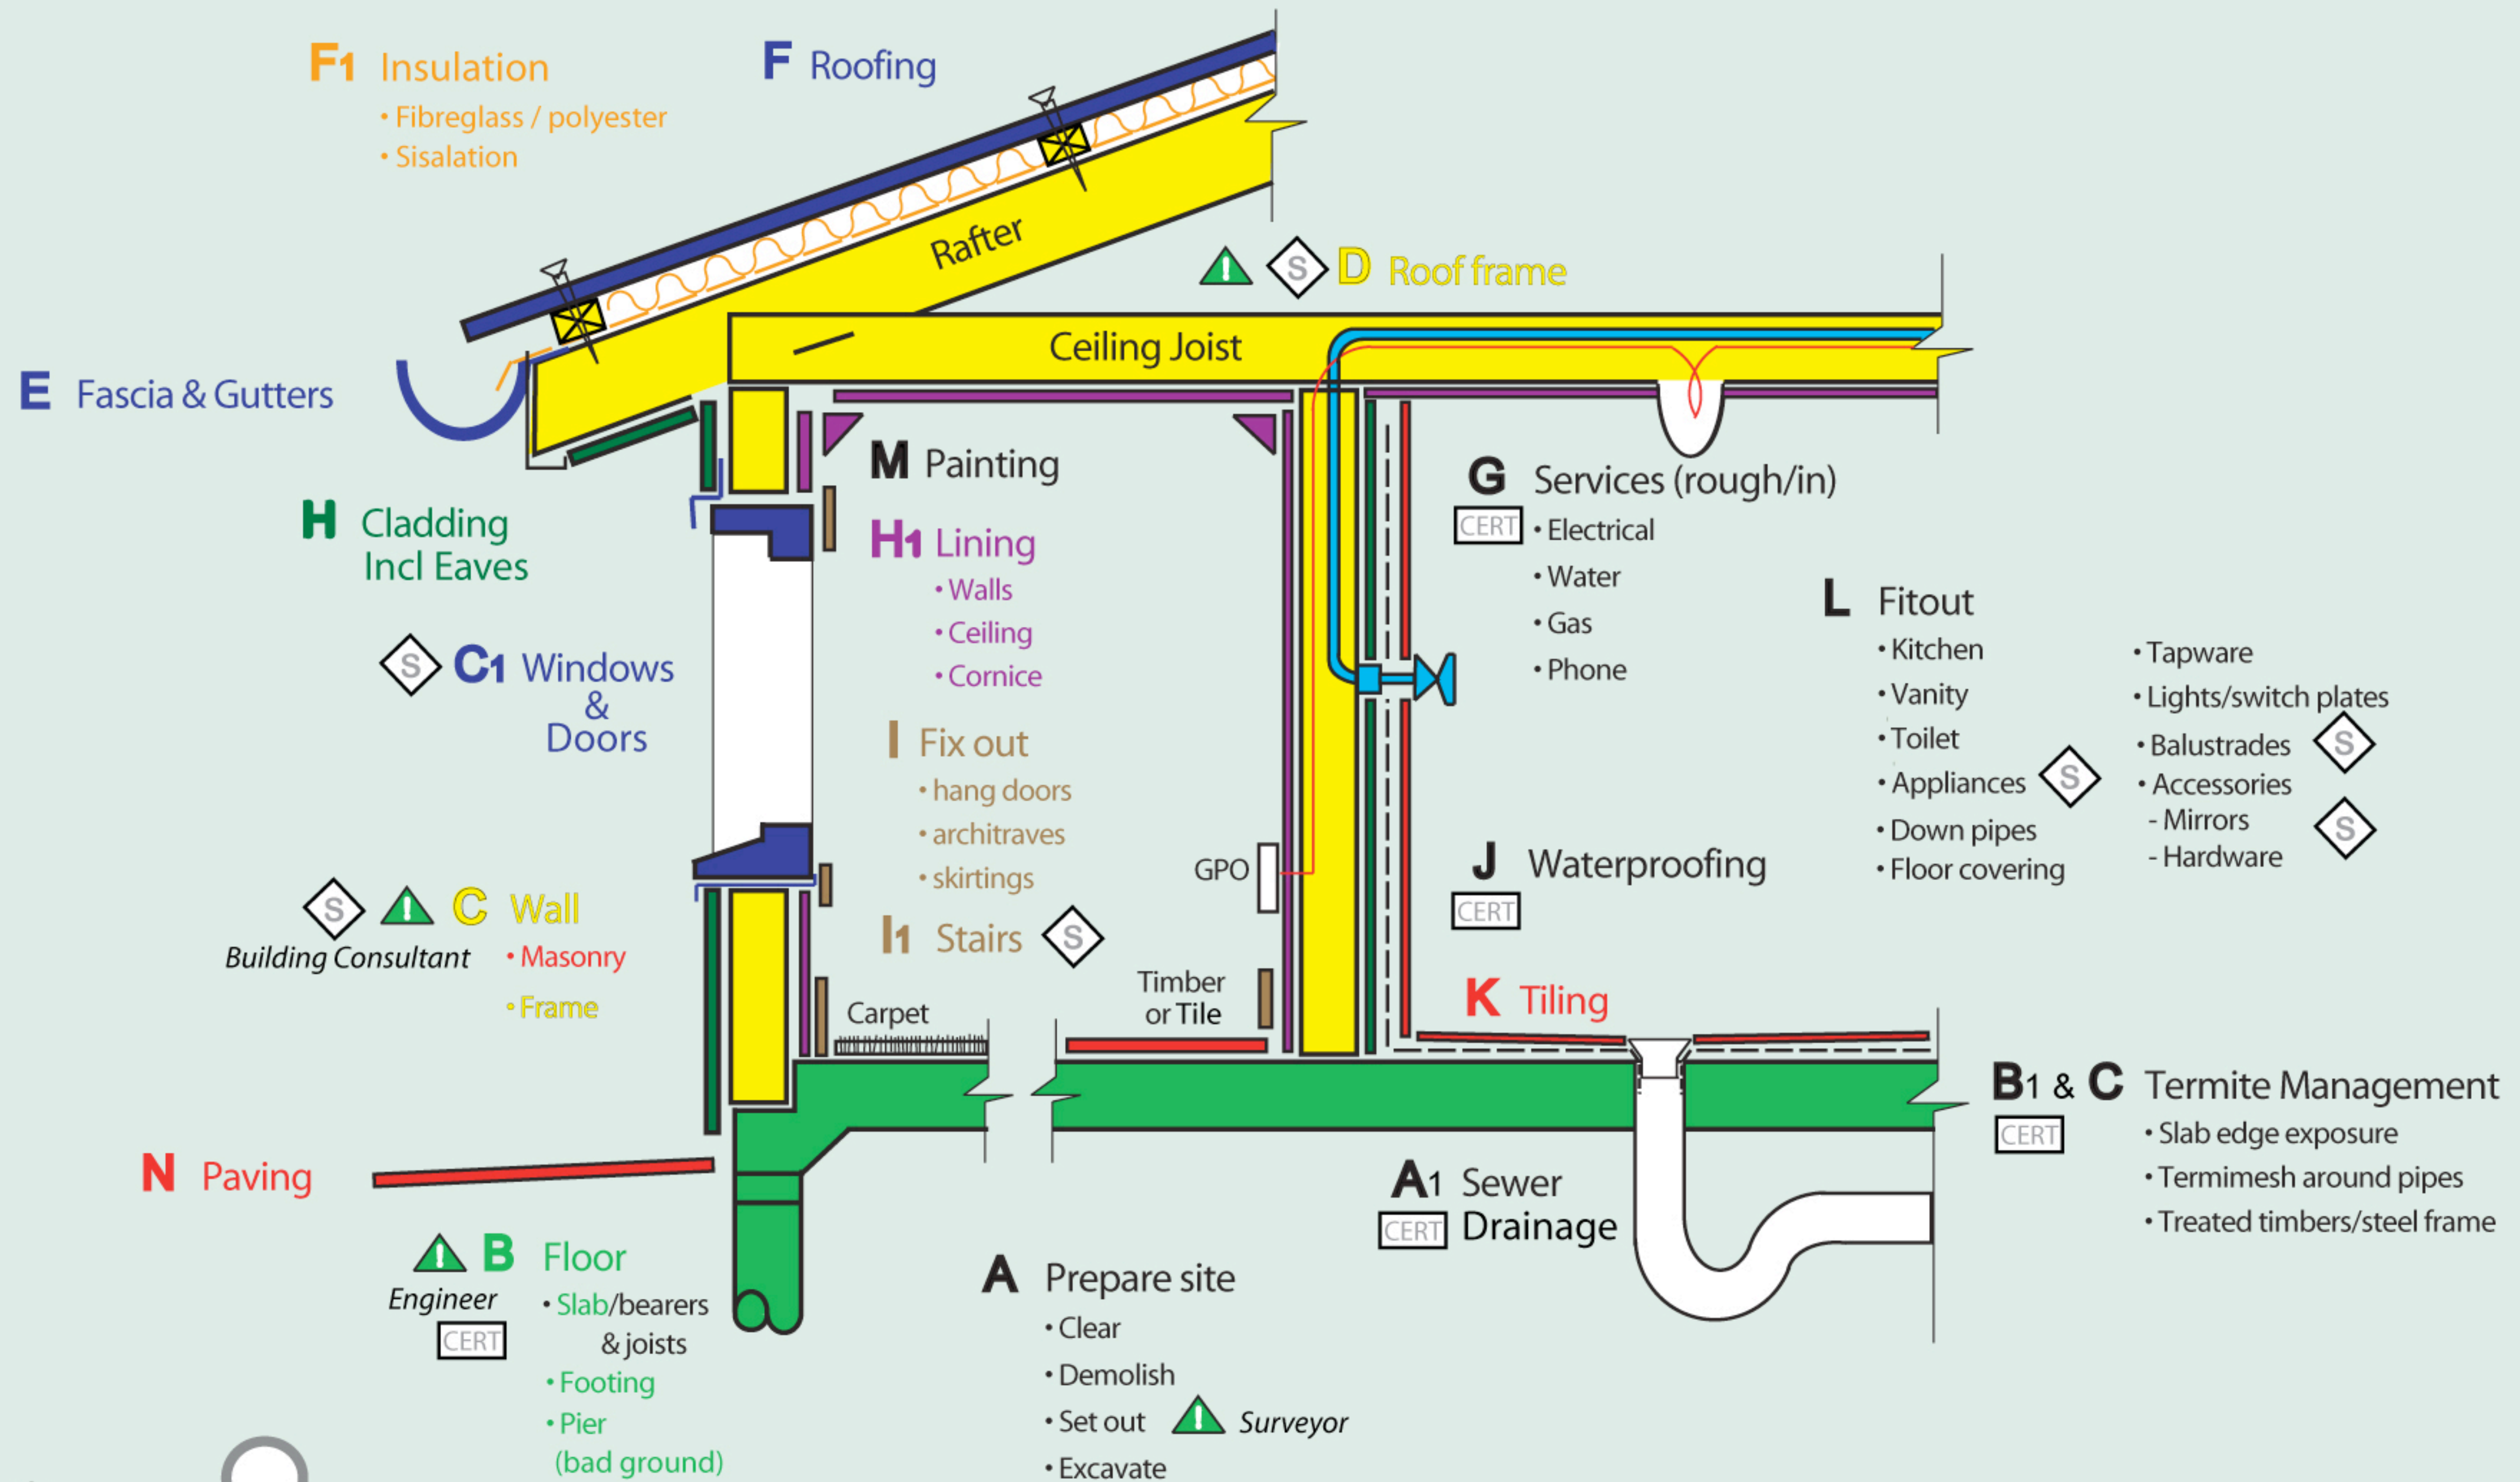 F1 Insulation
• Fibreglass / polyester
• Sisalation
F Roofing
Rafter
S D Roof frame
Ceiling Joist
E Fascia & Gutters
M Painting
H Cladding
Incl Eaves
H1 Lining
• Walls
• Ceiling
• Cornice
G Services (rough/in)
CERT
• Electrical
• Water
• Gas
• Phone
S C1 Windows
&
Doors
L Fitout
• Kitchen
• Vanity
• Toilet
• Appliances S
• Down pipes
• Floor covering
• Tapware
• Lights/switch plates
• Balustrades S
• Accessories
- Mirrors S
- Hardware
I Fix out
• hang doors
• architraves
• skirtings
I1 Stairs S
GPO
J Waterproofing
CERT
S ! C Wall
Building Consultant
• Masonry
• Frame
Carpet
Timber
or Tile
K Tiling
B1 & C Termite Management
CERT
• Slab edge exposure
• Termimesh around pipes
• Treated timbers/steel frame
N Paving
A1 Sewer
CERT Drainage
! B Floor
Engineer
CERT
• Slab/bearers
& joists
• Footing
• Pier
(bad ground)
A Prepare site
• Clear
• Demolish
• Set out ! Surveyor
• Excavate